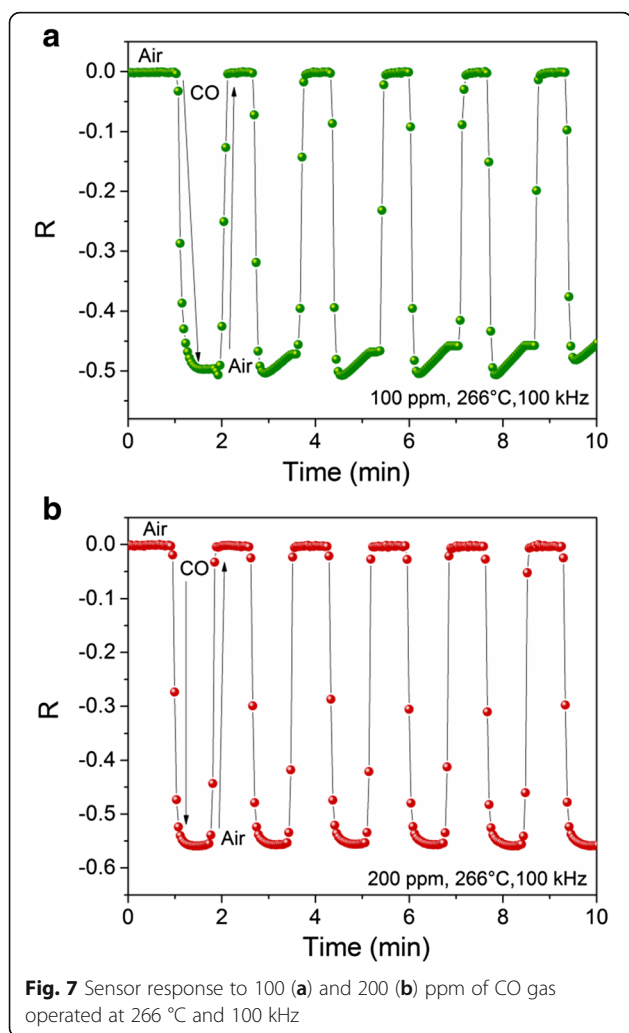 a
Air
0.0
CO
-0.1
-0.2
R
-0.3
-0.4
Air
-0.5
100 ppm, 266°C,100 kHz
0 2 4 6 8 10
Time (min)
b
Air
0.0
CO
-0.1
-0.2
R
-0.3
-0.4
-0.5
Air
-0.6
200 ppm, 266°C,100 kHz
0 2 4 6 8 10
Time (min)
Fig. 7 Sensor response to 100 (a) and 200 (b) ppm of CO gas
operated at 266 °C and 100 kHz